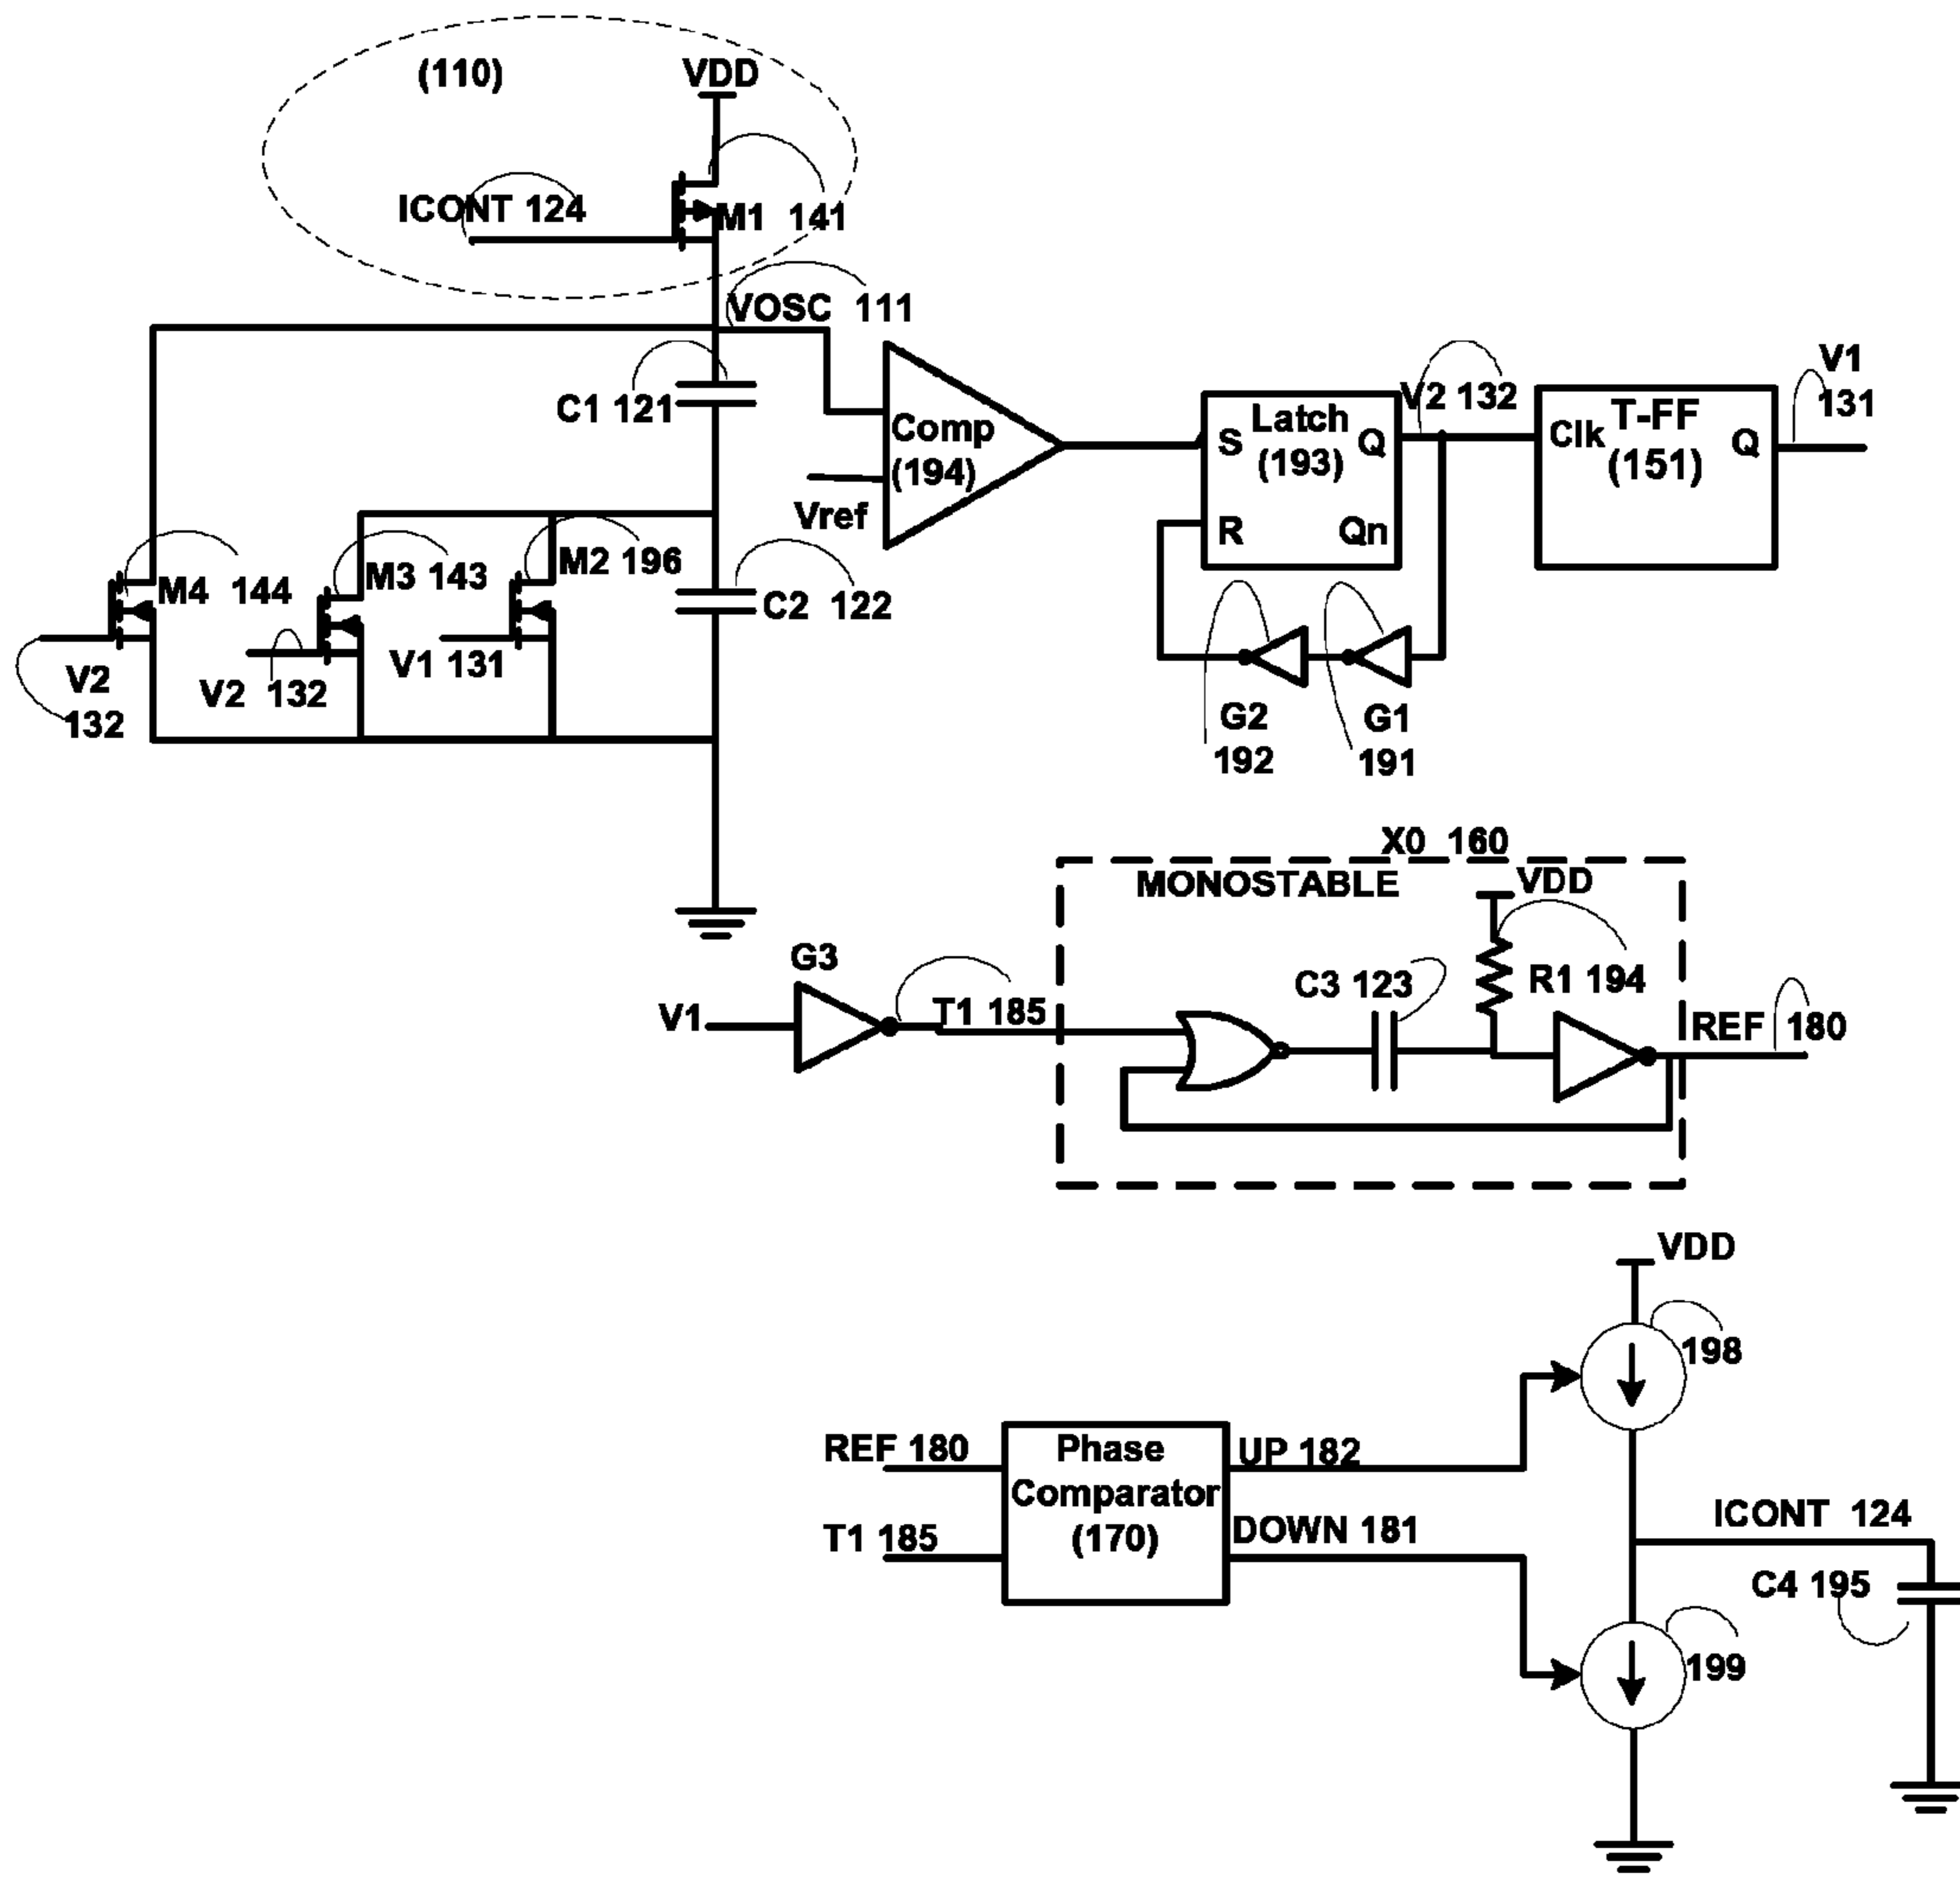 (110)
VDD
ICONT 124
M1 141
VOSC 111
C1 121
Comp
(194)
Vref
Latch
(193)
S
Q
R
Qn
V2 132
T-FF
(151)
Clk
Q
V1
131
M4 144
M3 143
M2 196
C2 122
V2
132
V2 132
V1 131
G2
192
G1
191
X0 160
MONOSTABLE
VDD
G3
V1
T1 185
C3 123
R1 194
REF 180
VDD
198
REF 180
Phase
Comparator
(170)
UP 182
T1 185
DOWN 181
ICONT 124
C4 195
199